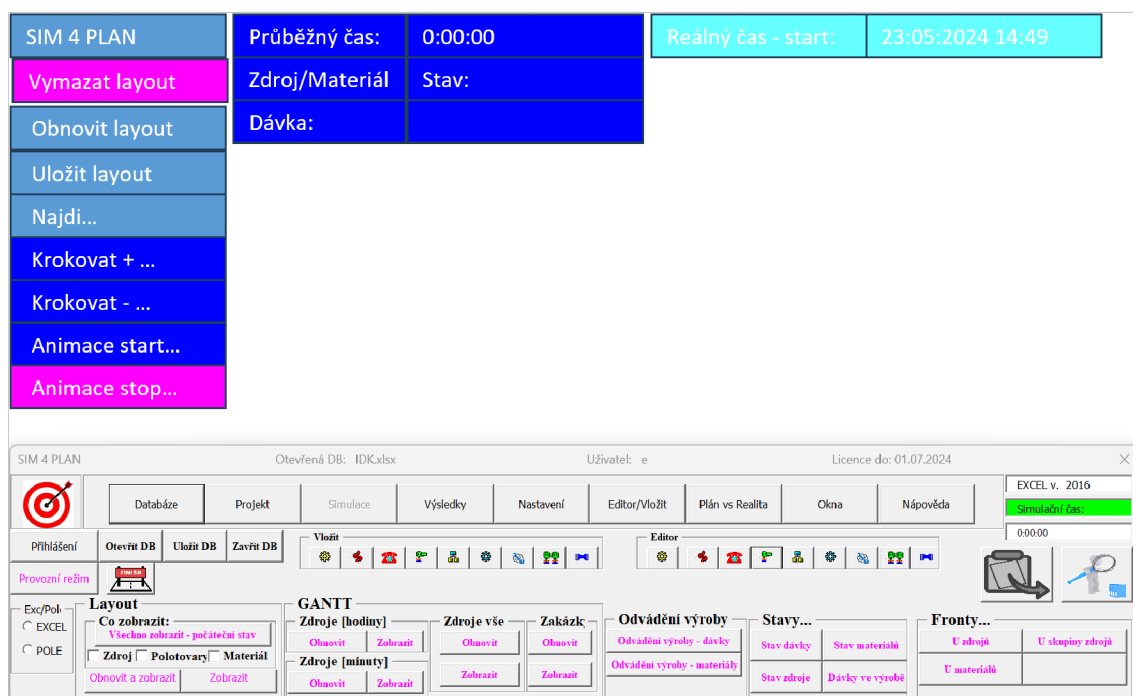 SIM 4 PLAN
Průběžný čas: 0:00:00
Reálný čas - start: 23:05:2024 14:49
Vymazat layout
Zdroj/Materiál Stav:
Obnovit layout
Dávka:
Uložit layout
Najdi...
Krokovat + ...
Krokovat - ...
Animace start...
Animace stop...
SIM 4 PLAN Otevřená DB: IDK.xlsx Uživatel: e Licence do: 01.07.2024
Databáze Projekt Simulace Výsledky Nastavení Editor/Vložit Plán vs Realita Okna Nápověda
EXCEL v. 2016
Simulační čas:
0:00:00
Přihlášení Otevřít DB Uložit DB Zavřít DB
Vložit
Editor
Provozní režim
FINISH
Exc/Pole
EXCEL
POLE
Layout
Co zobrazit:
Všechno zobrazit - počáteční stav
Zdroj Polotovary Materiál
Obnovit a zobrazit Zobrazit
GANTT
Zdroje [hodiny]
Obnovit Zobrazit
Zdroje [minuty]
Obnovit Zobrazit
Zdroje vše
Obnovit
Zobrazit
Zakázky
Obnovit
Zobrazit
Odvádění výroby
Odvádění výroby - dávky
Odvádění výroby - materiály
Stavy...
Stav dávky Stav materiálů
Stav zdroje Dávky ve výrobě
Fronty...
U zdrojů U skupiny zdrojů
U materiálů